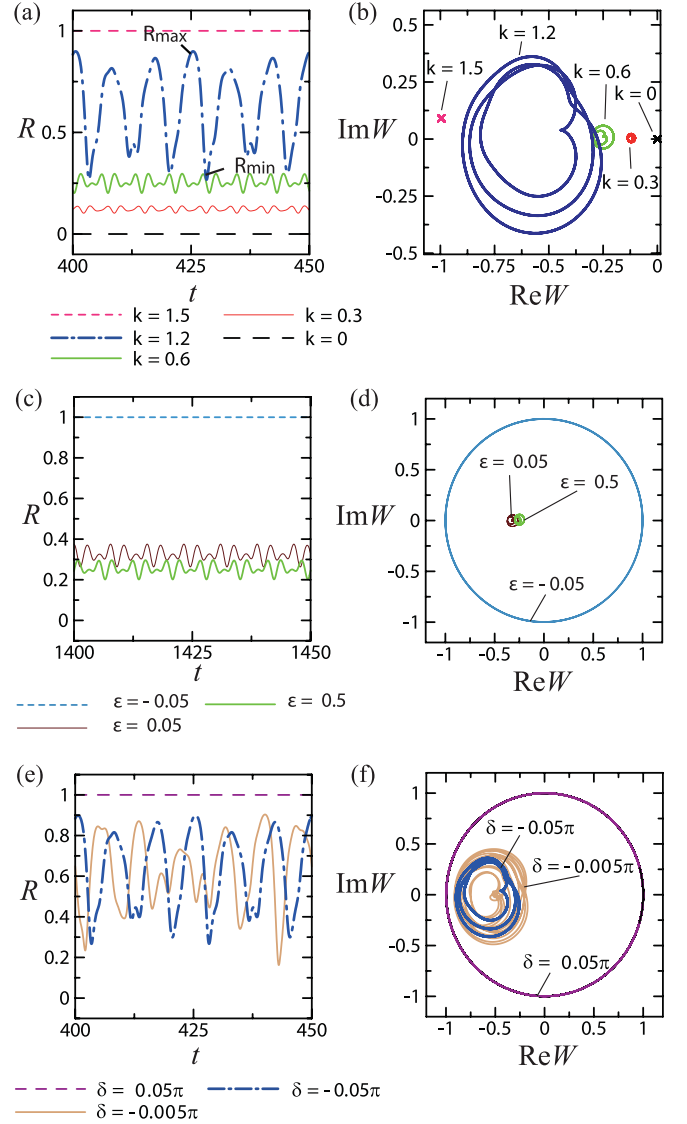 (a)
(b)
1
0.5
0
R
Rmax
Rmin
400
425
450
t
0.5
0.25
0
-0.25
-0.5
ImW
k = 1.2
k = 1.5
k = 0.6
k = 0
k = 0.3
-1
-0.75
-0.5
-0.25
0
ReW
k = 1.5
k = 0.3
k = 1.2
k = 0
k = 0.6
(c)
(d)
1
0.8
0.6
0.4
0.2
0
R
1400
1425
1450
t
1
0.5
0
-0.5
-1
ImW
ε = 0.05
ε = 0.5
ε = -0.05
-1
-0.5
0
0.5
1
ReW
ε = -0.05
ε = 0.5
ε = 0.05
(e)
(f)
1
0.8
0.6
0.4
0.2
0
R
400
425
450
t
1
0.5
0
-0.5
-1
ImW
δ = -0.05π
δ = -0.005π
δ = 0.05π
-1
-0.5
0
0.5
1
ReW
δ = 0.05π
δ = -0.05π
δ = -0.005π